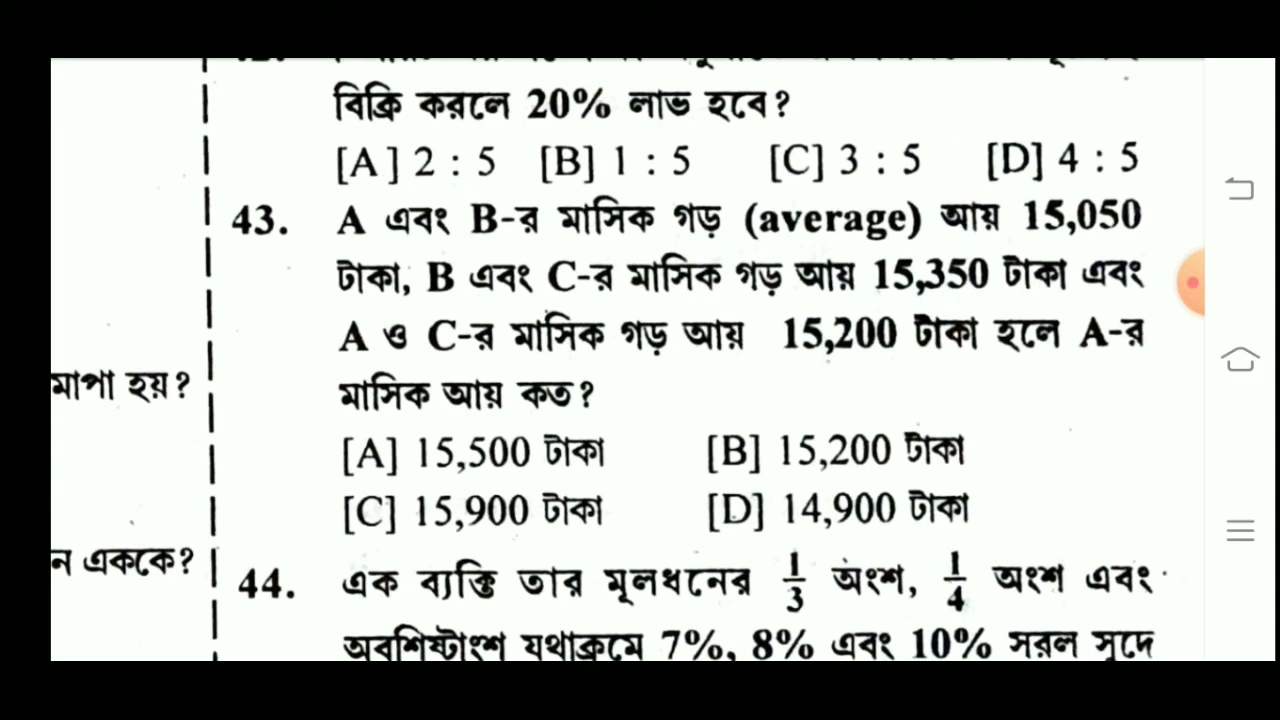 বিক্রি করলে 20% লাভ হবে?
[A] 2 : 5 [B] 1 : 5 [C] 3 : 5 [D] 4 : 5
43. A এবং B-র মাসিক গড় (average) আয় 15,050
টাকা, B এবং C-র মাসিক গড় আয় 15,350 টাকা এবং
A ও C-র মাসিক গড় আয় 15,200 টাকা হলে A-র
মাপা হয়?
মাসিক আয় কত?
[A] 15,500 টাকা [B] 15,200 টাকা
[C] 15,900 টাকা [D] 14,900 টাকা
ন এককে?
44. এক ব্যক্তি তার মূলধনের 1/3 অংশ, 1/4 অংশ এবং
অবশিষ্টাংশ যথাক্রমে 7%, 8% এবং 10% সরল সুদে